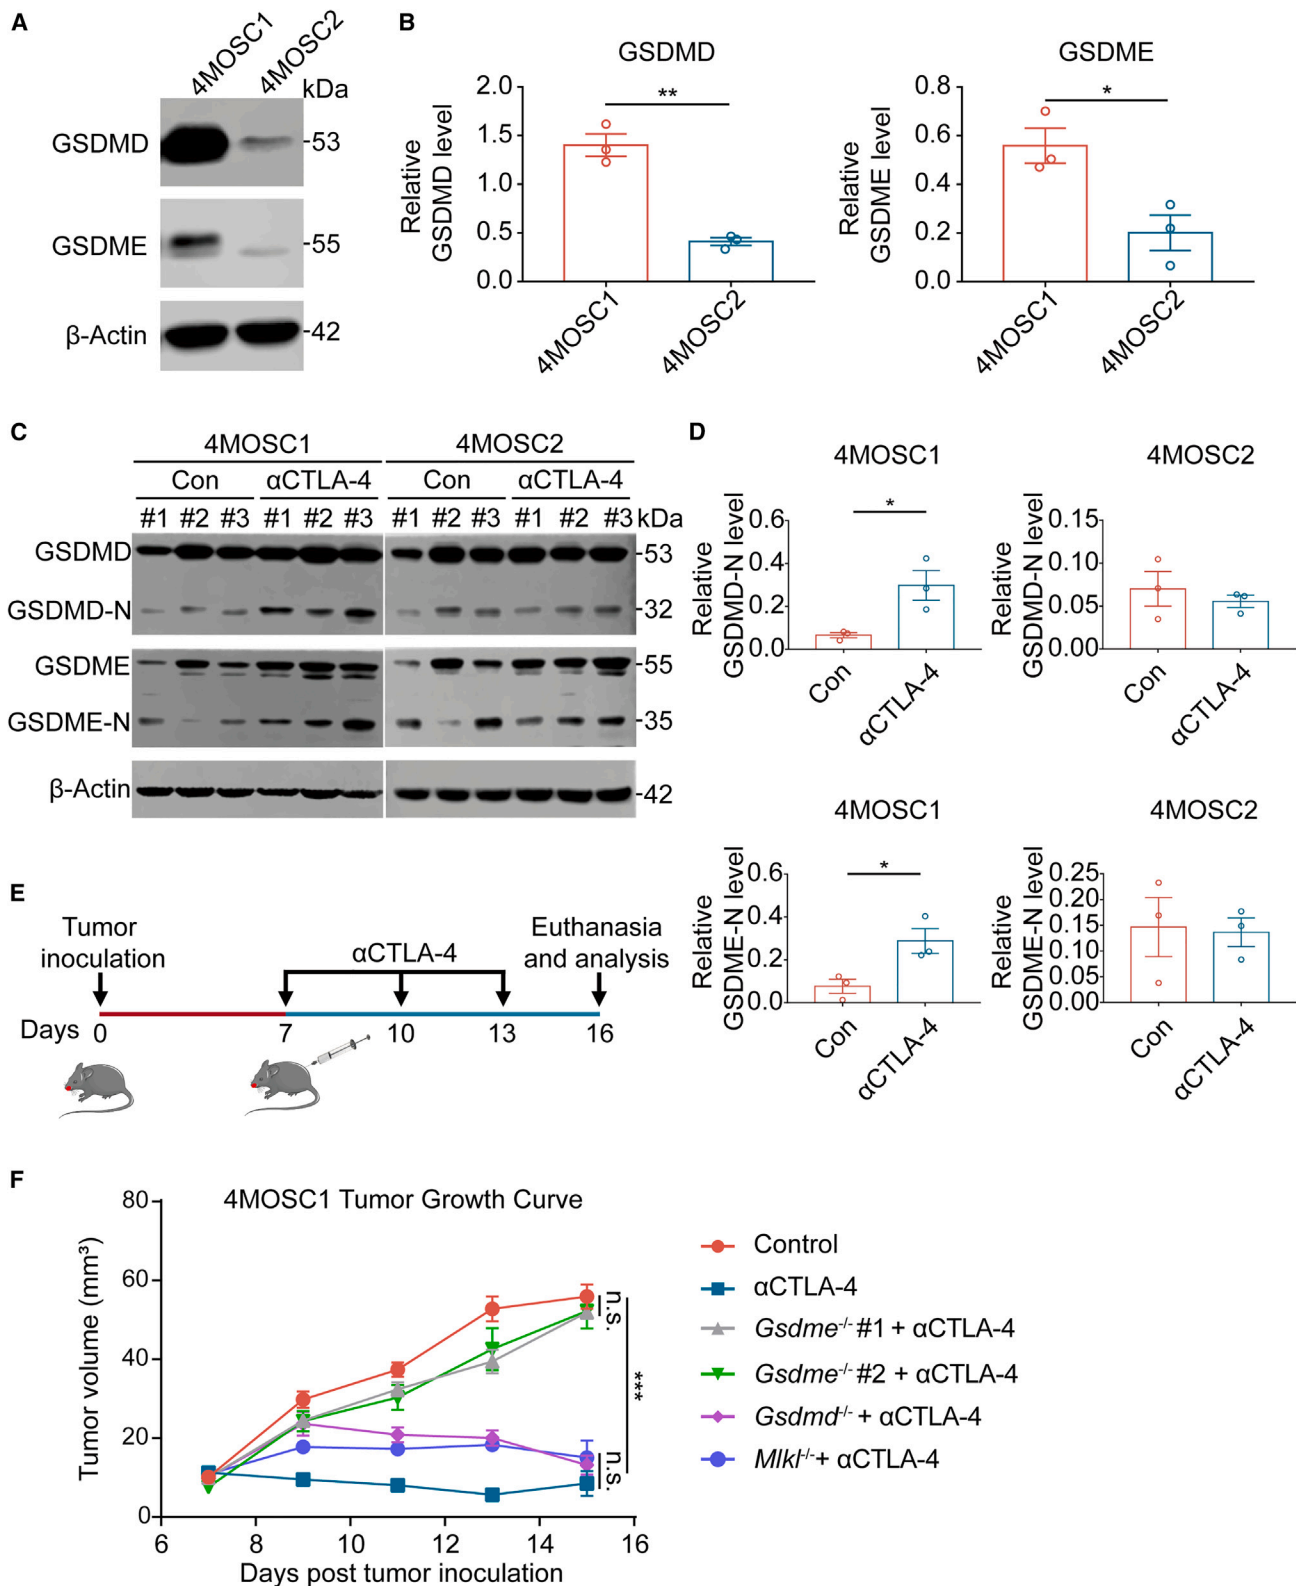 A
4MOSC1
4MOSC2
kDa
GSDMD
-53
GSDME
-55
β-Actin
-42
B
GSDMD
Relative
GSDMD level
2.0
1.5
1.0
0.5
0.0
**
4MOSC1
4MOSC2
GSDME
Relative
GSDME level
0.8
0.6
0.4
0.2
0.0
*
4MOSC1
4MOSC2
C
4MOSC1
4MOSC2
Con
αCTLA-4
Con
αCTLA-4
#1 #2 #3 #1 #2 #3 #1 #2 #3 #1 #2 #3 kDa
GSDMD
-53
GSDMD-N
-32
GSDME
-55
GSDME-N
-35
β-Actin
-42
D
4MOSC1
Relative
GSDMD-N level
0.6
0.4
0.2
0.0
*
Con
αCTLA-4
4MOSC2
Relative
GSDMD-N level
0.15
0.10
0.05
0.00
Con
αCTLA-4
4MOSC1
Relative
GSDME-N level
0.6
0.4
0.2
0.0
*
Con
αCTLA-4
4MOSC2
Relative
GSDME-N level
0.25
0.20
0.15
0.10
0.05
0.00
Con
αCTLA-4
E
Tumor
inoculation
αCTLA-4
Euthanasia
and analysis
Days 0 7 10 13 16
F
4MOSC1 Tumor Growth Curve
Tumor volume (mm³)
80
60
40
20
0
6 8 10 12 14 16
Days post tumor inoculation
n.s.
***
n.s.
Control
αCTLA-4
Gsdme-/- #1 + αCTLA-4
Gsdme-/- #2 + αCTLA-4
Gsdmd-/- + αCTLA-4
Mlkl-/-+ αCTLA-4